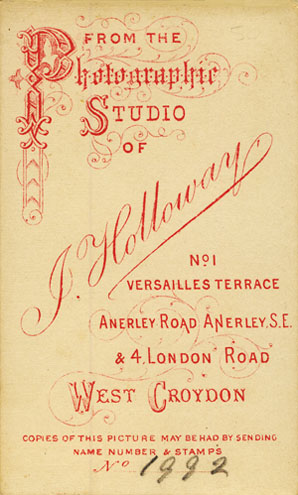 FROM THE
Photographic
STUDIO
OF
J. Holloway
No 1
VERSAILLES TERRACE
ANERLEY ROAD ANERLEY, S.E.
& 4, LONDON ROAD
WEST CROYDON
COPIES OF THIS PICTURE MAY BE HAD BY SENDING
NAME NUMBER & STAMPS
No 1992